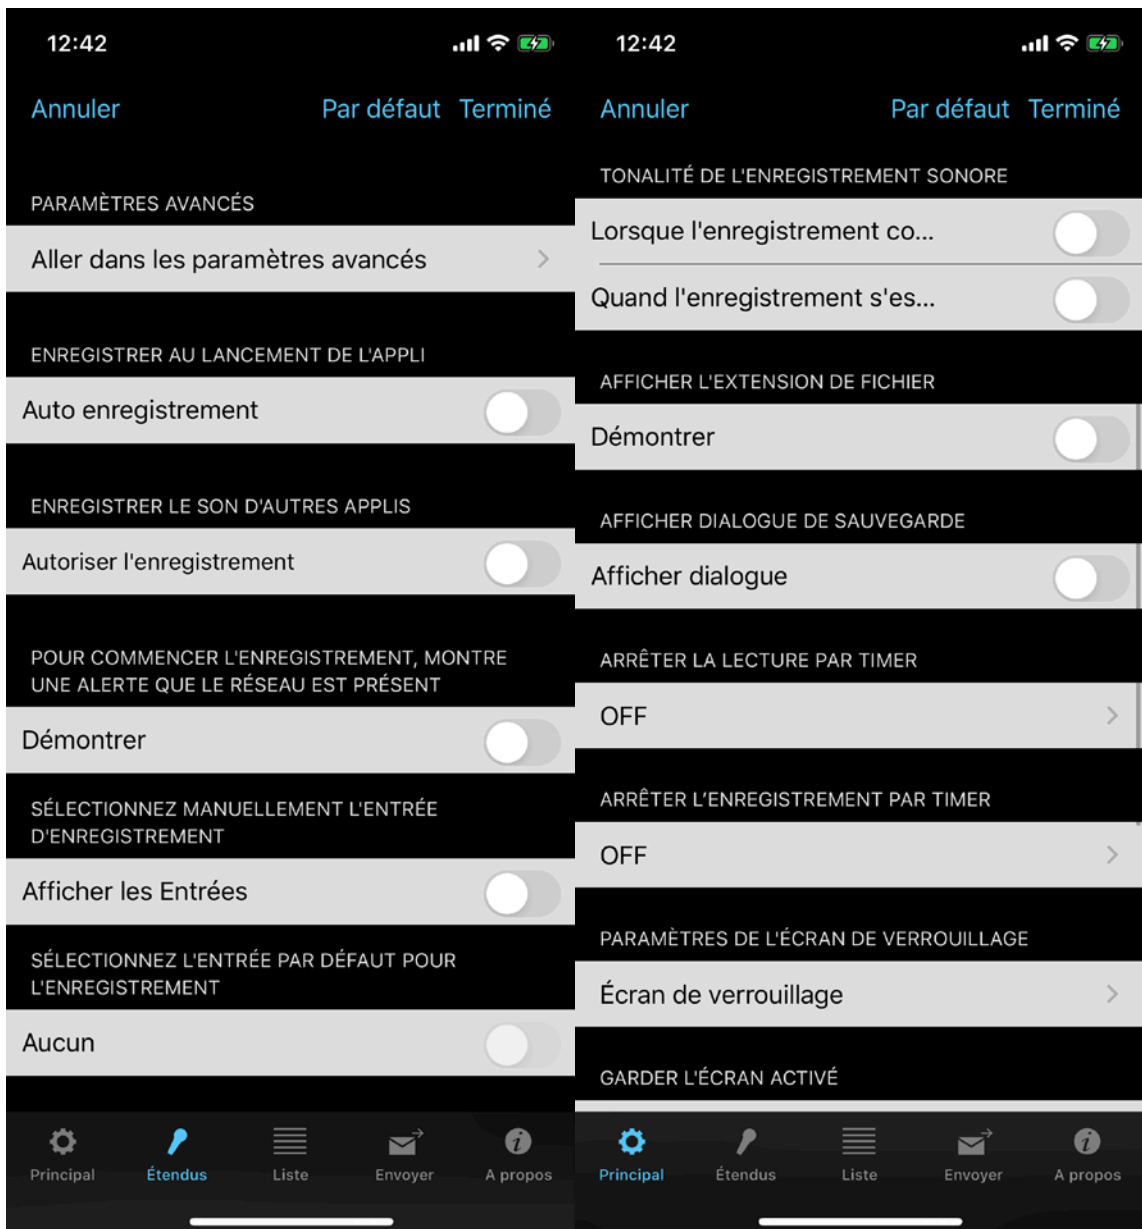 12:42
Annuler
Par défaut
Terminé
PARAMÈTRES AVANCÉS
Aller dans les paramètres avancés
ENREGISTRER AU LANCEMENT DE L'APPLI
Auto enregistrement
ENREGISTRER LE SON D'AUTRES APPLIS
Autoriser l'enregistrement
POUR COMMENCER L'ENREGISTREMENT, MONTRE
UNE ALERTE QUE LE RÉSEAU EST PRÉSENT
Démontrer
SÉLECTIONNEZ MANUELLEMENT L'ENTRÉE
D'ENREGISTREMENT
Afficher les Entrées
SÉLECTIONNEZ L'ENTRÉE PAR DÉFAUT POUR
L'ENREGISTREMENT
Aucun
Principal
Étendus
Liste
Envoyer
A propos
12:42
Annuler
Par défaut
Terminé
TONALITÉ DE L'ENREGISTREMENT SONORE
Lorsque l'enregistrement co...
Quand l'enregistrement s'es...
AFFICHER L'EXTENSION DE FICHIER
Démontrer
AFFICHER DIALOGUE DE SAUVEGARDE
Afficher dialogue
ARRÊTER LA LECTURE PAR TIMER
OFF
ARRÊTER L’ENREGISTREMENT PAR TIMER
OFF
PARAMÈTRES DE L'ÉCRAN DE VERROUILLAGE
Écran de verrouillage
GARDER L'ÉCRAN ACTIVÉ
Principal
Étendus
Liste
Envoyer
A propos